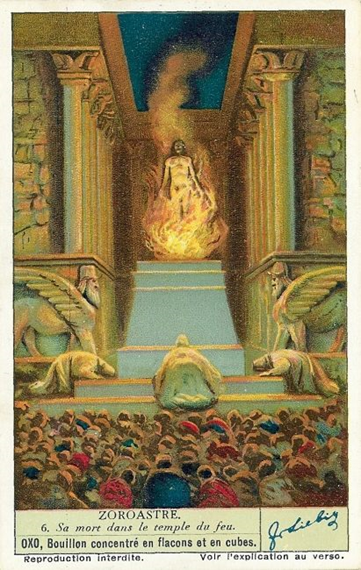 ZOROASTRE.
6. Sa mort dans le temple du feu.
OXO, Bouillon concentré en flacons et en cubes.
J. v. Liebig
Reproduction interdite. Voir l'explication au verso.